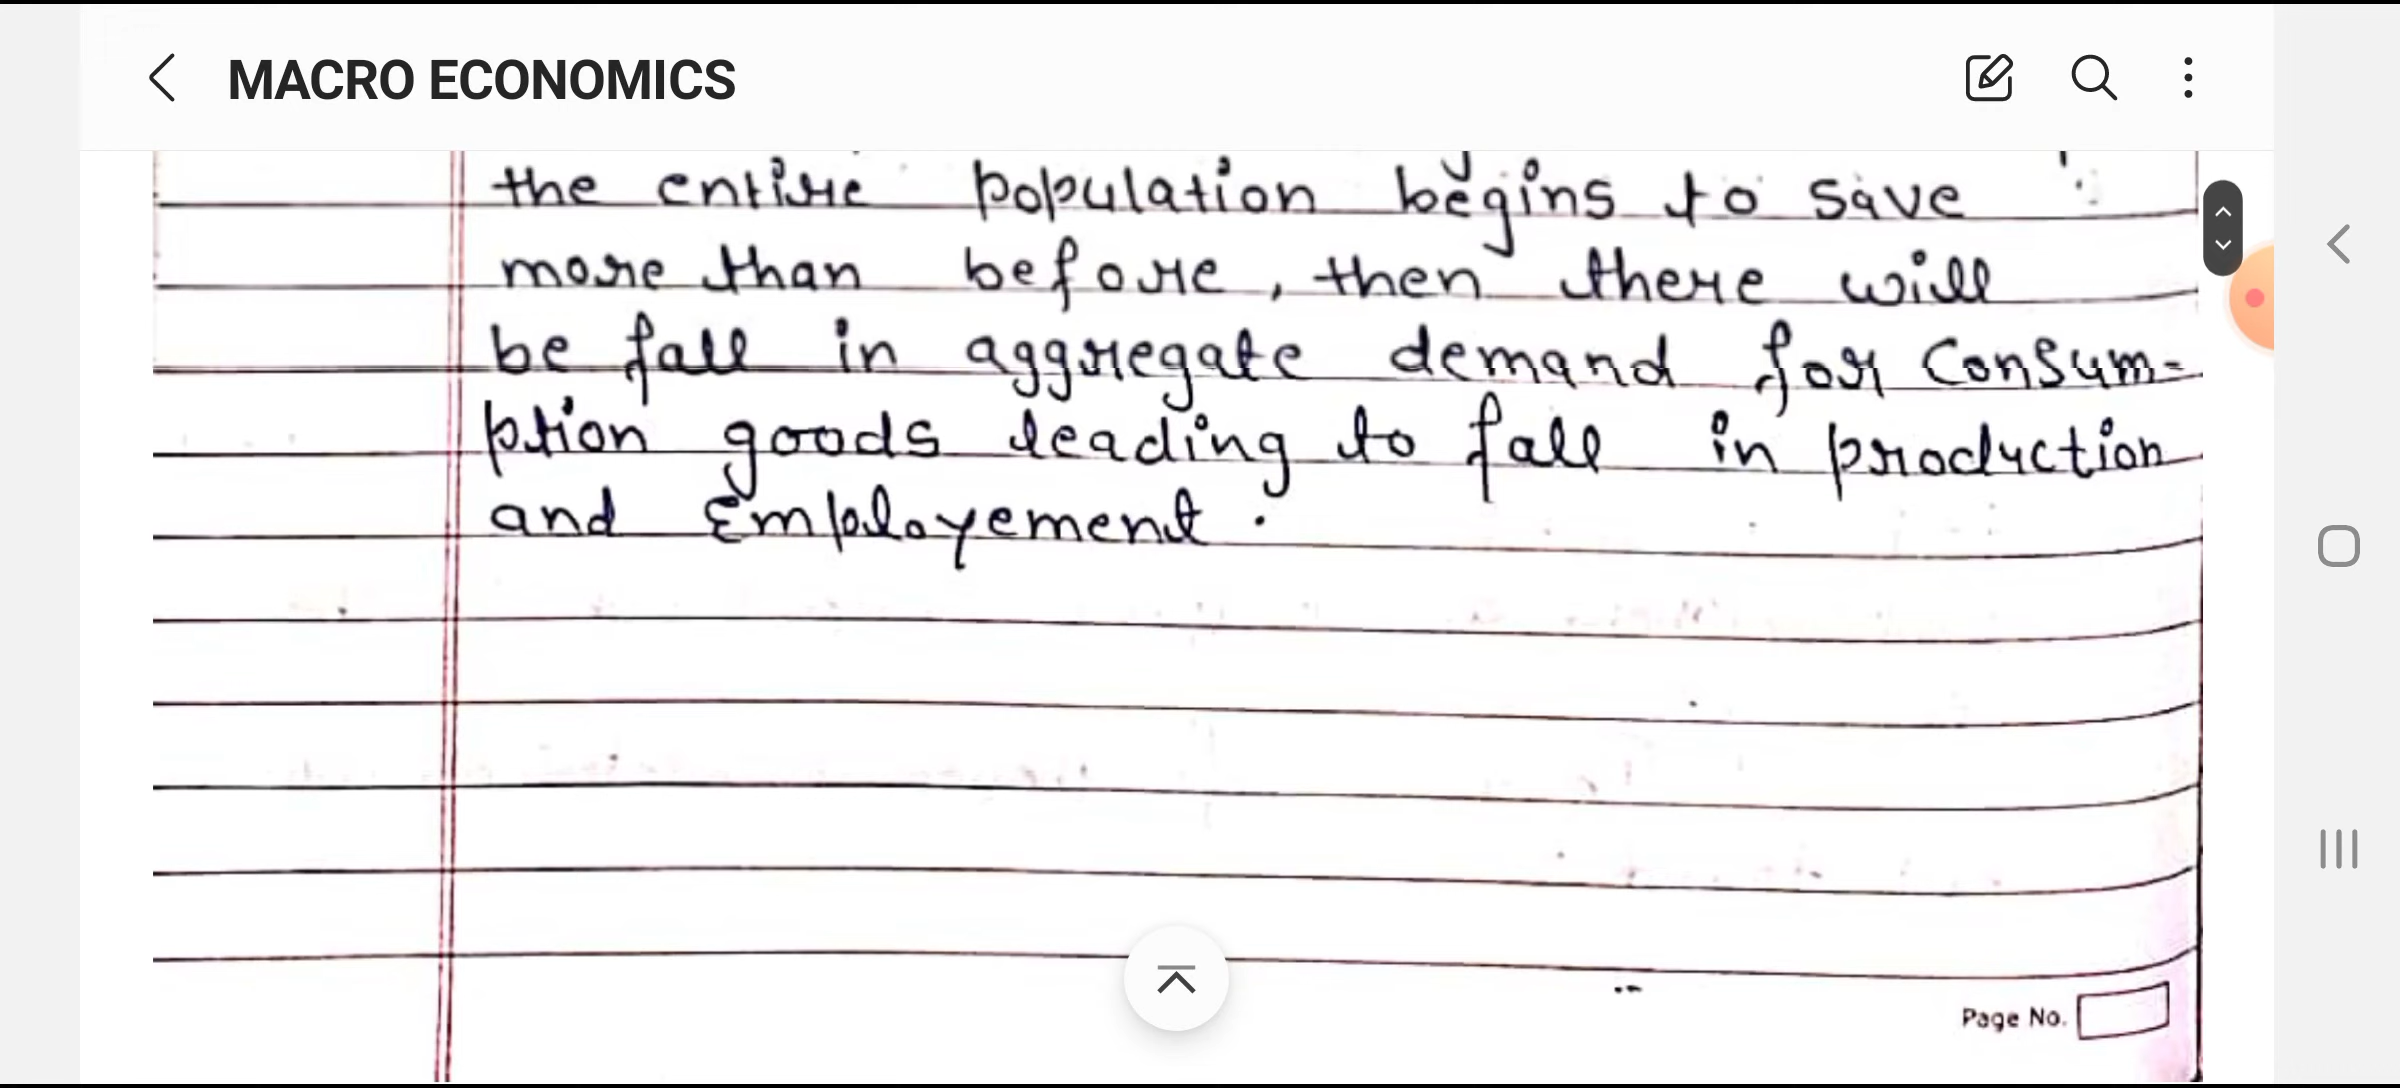 MACRO ECONOMICS
the entire population begins to save
more than before, then there will
be fall in aggregate demand for Consum-
ption goods leading to fall in production
and Employement.
Page No.